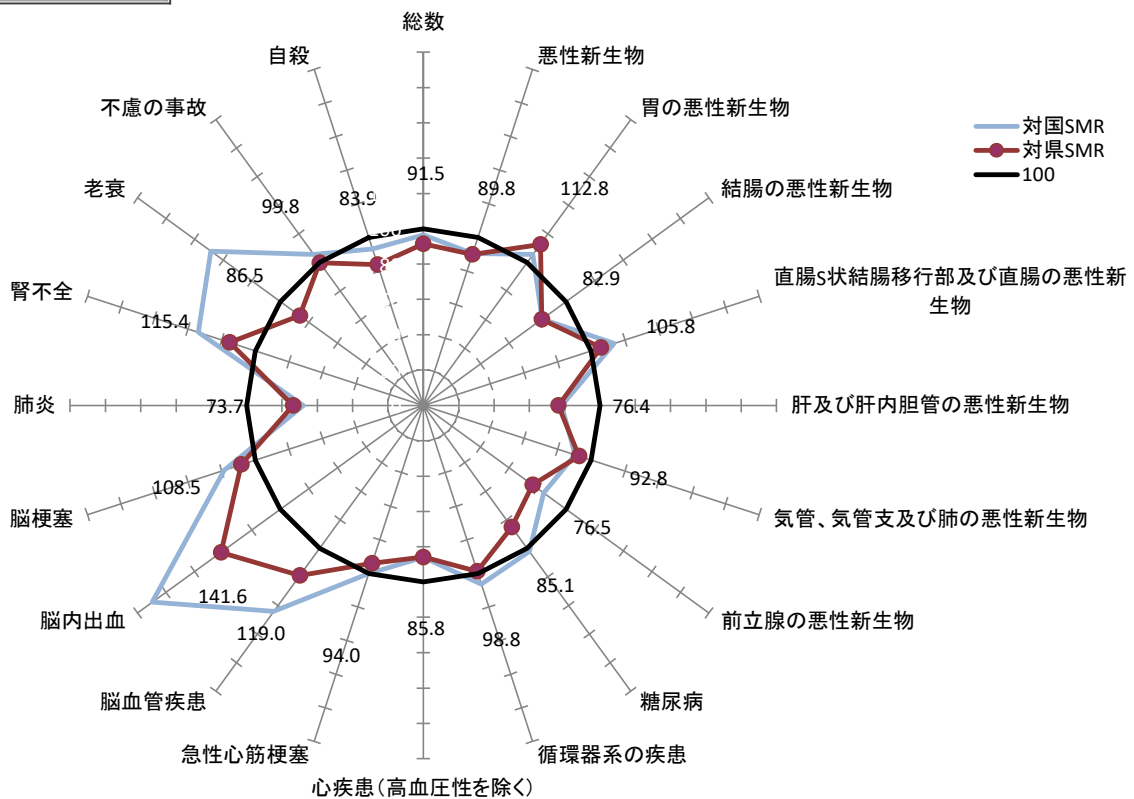 総数
自殺
悪性新生物
不慮の事故
胃の悪性新生物
対国SMR
対県SMR
100
老衰
99.8
83.9
91.5
89.8
112.8
結腸の悪性新生物
86.5
82.9
直腸S状結腸移行部及び直腸の悪性新
生物
腎不全
115.4
105.8
肺炎
73.7
76.4
肝及び肝内胆管の悪性新生物
脳梗塞
108.5
92.8
気管、気管支及び肺の悪性新生物
76.5
脳内出血
141.6
119.0
94.0
85.8
98.8
85.1
前立腺の悪性新生物
脳血管疾患
糖尿病
急性心筋梗塞
循環器系の疾患
心疾患(高血圧性を除く)